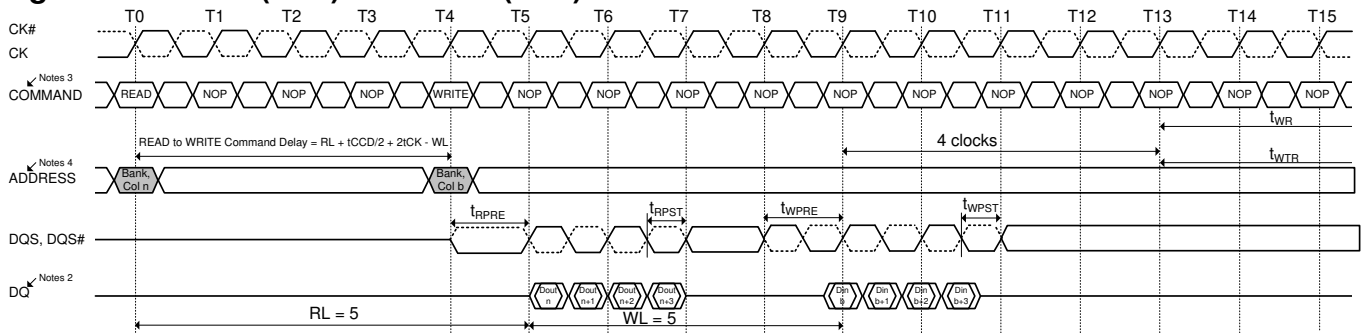 T0 T1 T2 T3 T4 T5 T6 T7 T8 T9 T10 T11 T12 T13 T14 T15
CK#
CK
Notes 3
COMMAND READ NOP NOP NOP WRITE NOP NOP NOP NOP NOP NOP NOP NOP NOP NOP NOP
tWR
READ to WRITE Command Delay = RL + tCCD/2 + 2tCK - WL
4 clocks
tWTR
Notes 4
ADDRESS
Bank, Col n
Bank, Col b
tRPRE tRPST tWPRE tWPST
DQS, DQS#
Notes 2
DQ
Dout n
Dout n+1
Dout n+2
Dout n+3
Din b
Din b+1
Din b+2
Din b+3
RL = 5
WL = 5